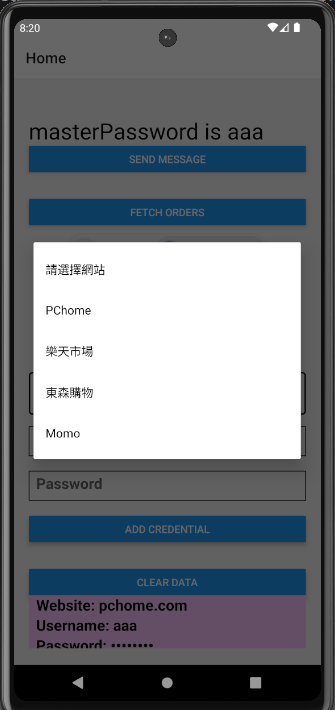 8:20
Home
masterPassword is aaa
SEND MESSAGE
FETCH ORDERS
請選擇網站
PChome
樂天市場
東森購物
Momo
Password
ADD CREDENTIAL
CLEAR DATA
Website: pchome.com
Username: aaa
Password: ••••••••